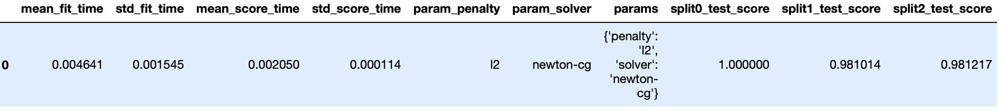 mean_fit_time std_fit_time mean_score_time std_score_time param_penalty param_solver params split0_test_score split1_test_score split2_test_score
{'penalty':
'l2',
0 0.004641 0.001545 0.002050 0.000114 l2 newton-cg 'solver': 1.000000 0.981014 0.981217
'newton-
cg'}